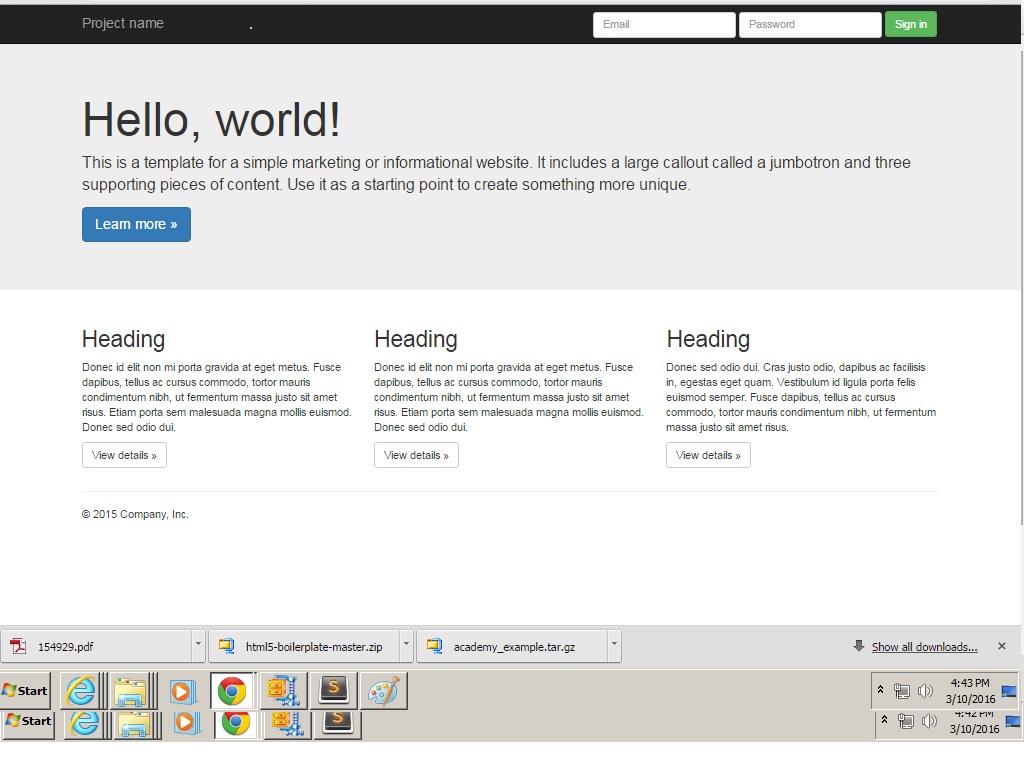 Project name
.
Email
Password
Sign in
Hello, world!
This is a template for a simple marketing or informational website. It includes a large callout called a jumbotron and three
supporting pieces of content. Use it as a starting point to create something more unique.
Learn more »
Heading
Donec id elit non mi porta gravida at eget metus. Fusce
dapibus, tellus ac cursus commodo, tortor mauris
condimentum nibh, ut fermentum massa justo sit amet
risus. Etiam porta sem malesuada magna mollis euismod.
Donec sed odio dui.
View details »
Heading
Donec id elit non mi porta gravida at eget metus. Fusce
dapibus, tellus ac cursus commodo, tortor mauris
condimentum nibh, ut fermentum massa justo sit amet
risus. Etiam porta sem malesuada magna mollis euismod.
Donec sed odio dui.
View details »
Heading
Donec sed odio dui. Cras justo odio, dapibus ac facilisis
in, egestas eget quam. Vestibulum id ligula porta felis
euismod semper. Fusce dapibus, tellus ac cursus
commodo, tortor mauris condimentum nibh, ut fermentum
massa justo sit amet risus.
View details »
© 2015 Company, Inc.
154929.pdf
html5-boilerplate-master.zip
academy_example.tar.gz
Show all downloads...
Start
4:43 PM
3/10/2016
Start
4:42 PM
3/10/2016